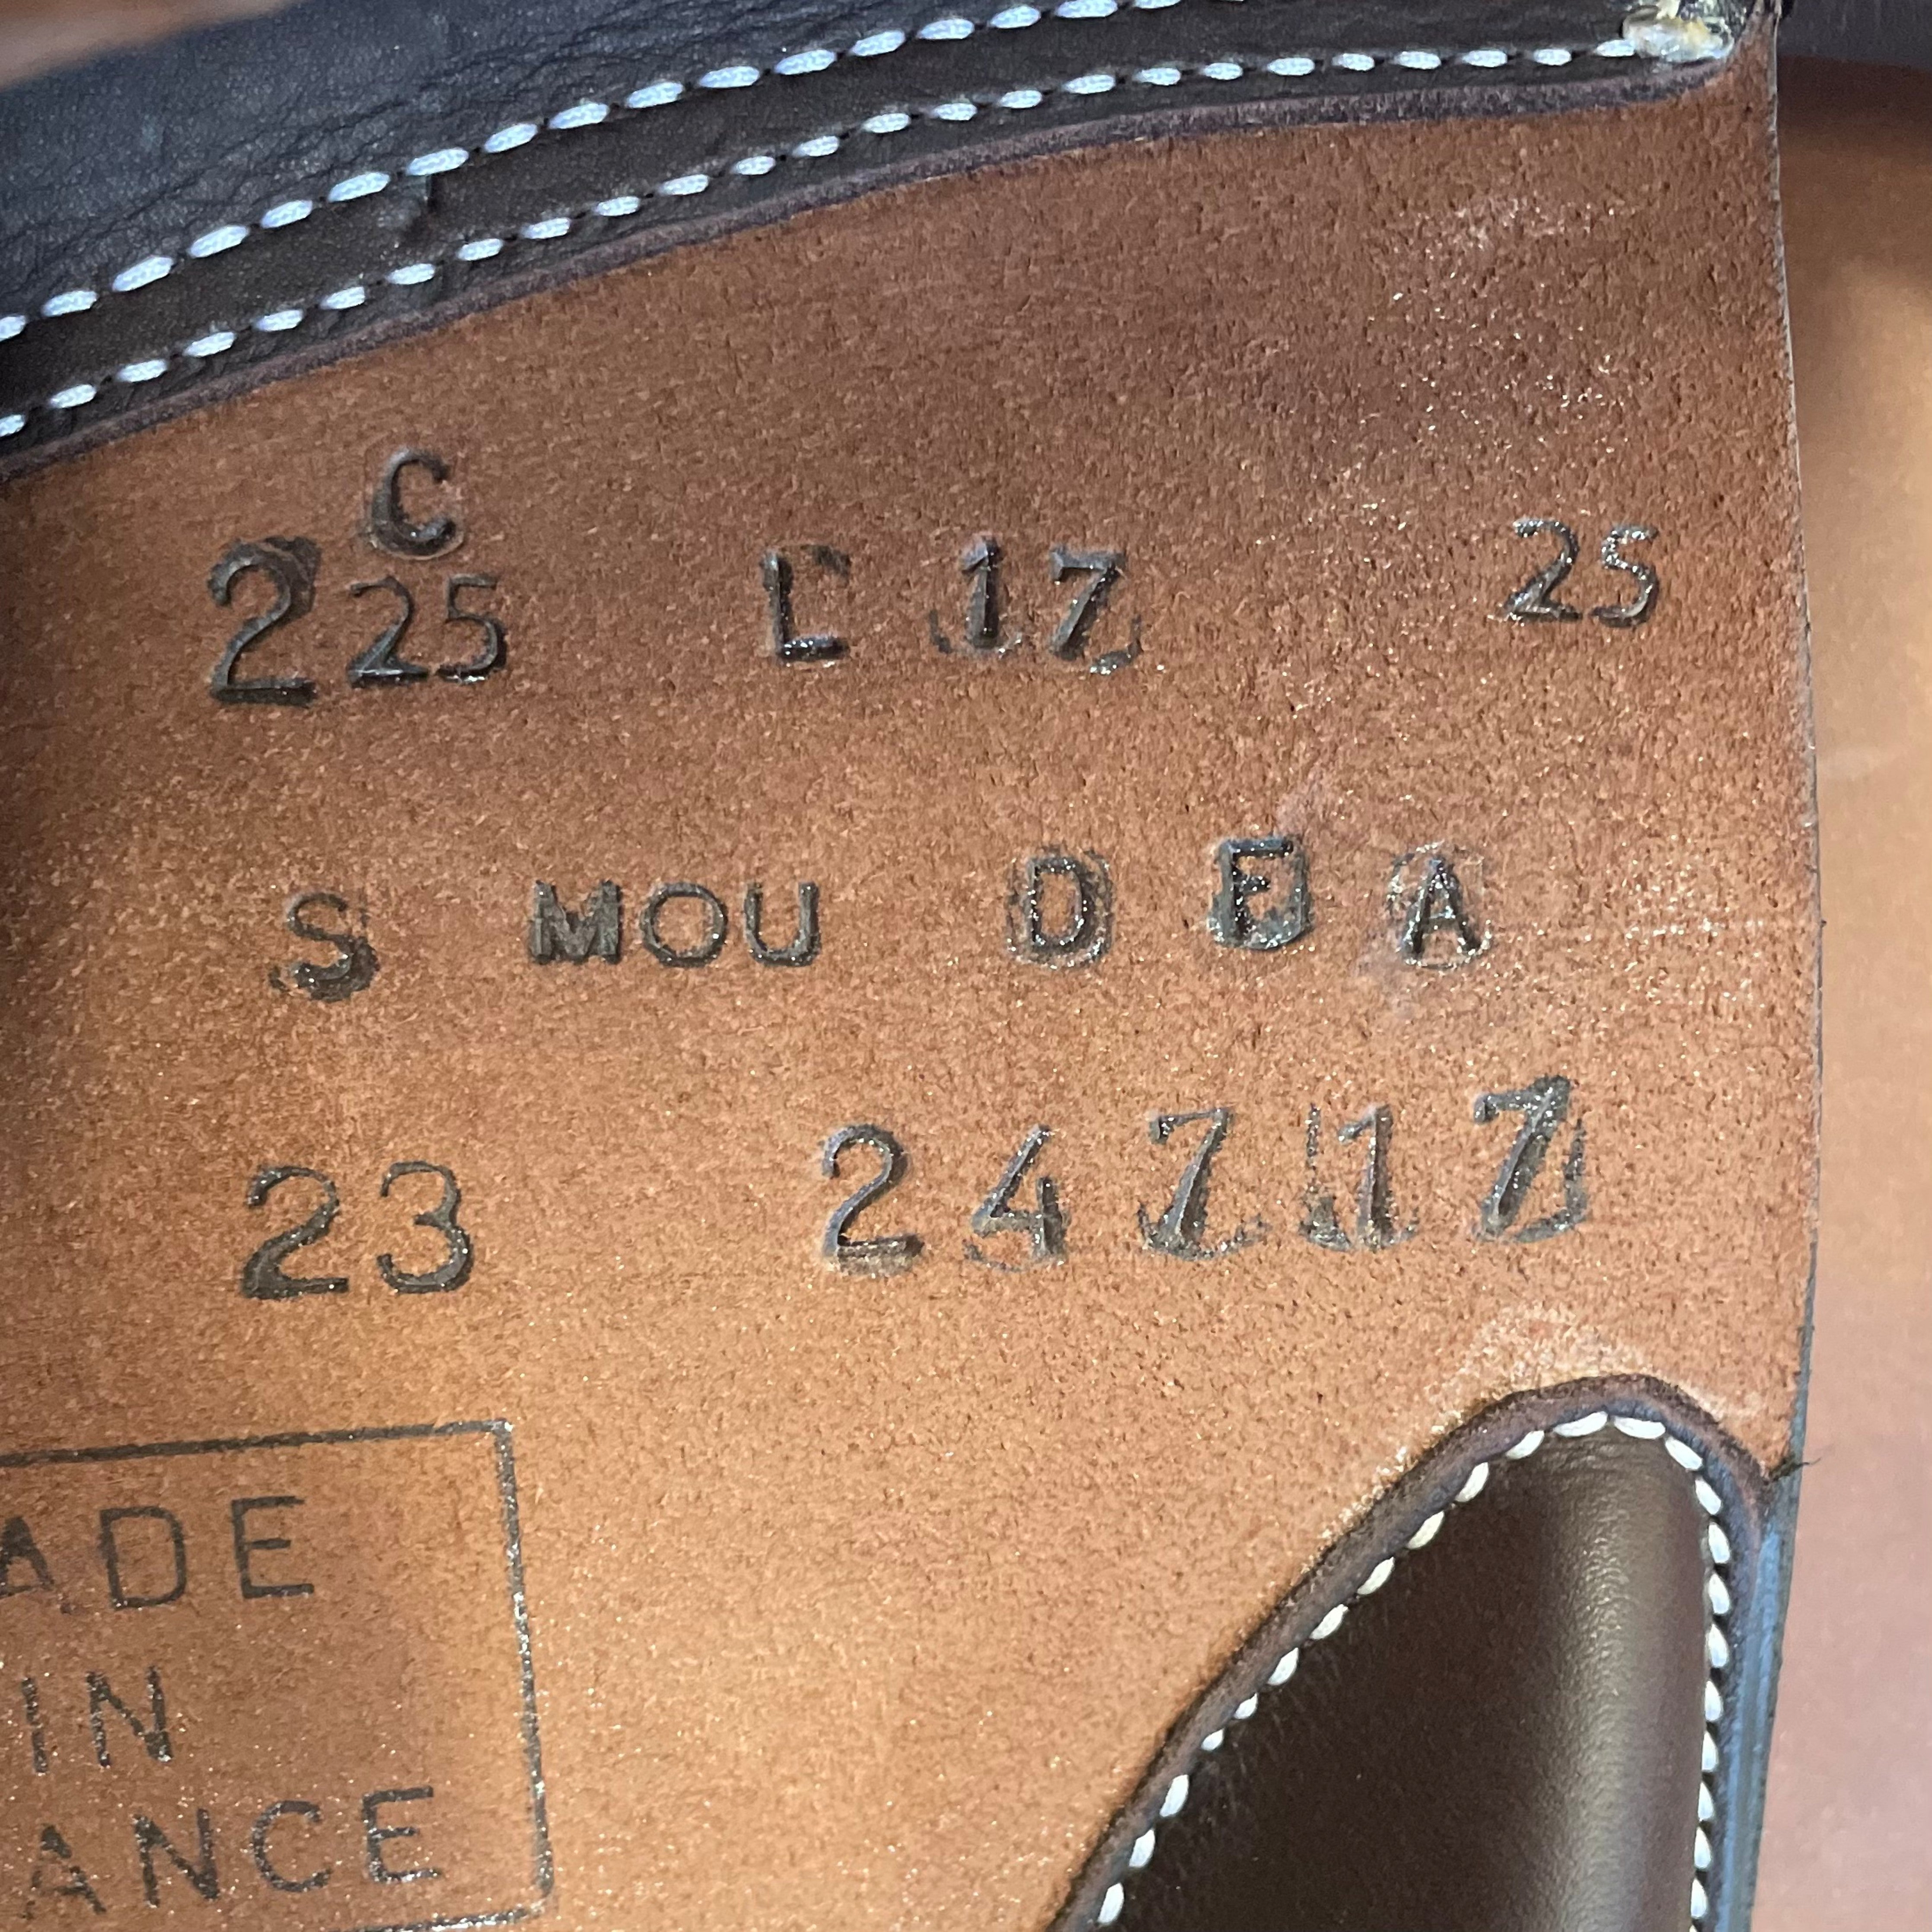 C
2 25 L 17 25
S MOU D E A
23 24717
ADE
IN
ANCE